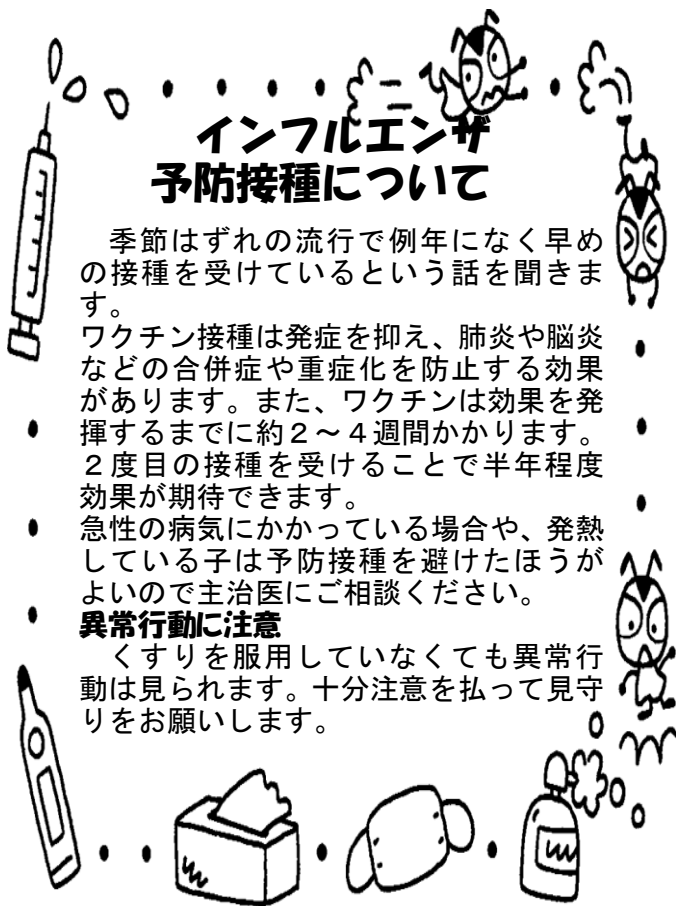 インフルエンザ
予防接種について
　季節はずれの流行で例年になく早め
の接種を受けているという話を聞きま
す。
ワクチン接種は発症を抑え、肺炎や脳炎
などの合併症や重症化を防止する効果
があります。また、ワクチンは効果を発
揮するまでに約２～４週間かかります。
２度目の接種を受けることで半年程度
効果が期待できます。
急性の病気にかかっている場合や、発熱
している子は予防接種を避けたほうが
よいので主治医にご相談ください。
異常行動に注意
　くすりを服用していなくても異常行
動は見られます。十分注意を払って見守
りをお願いします。